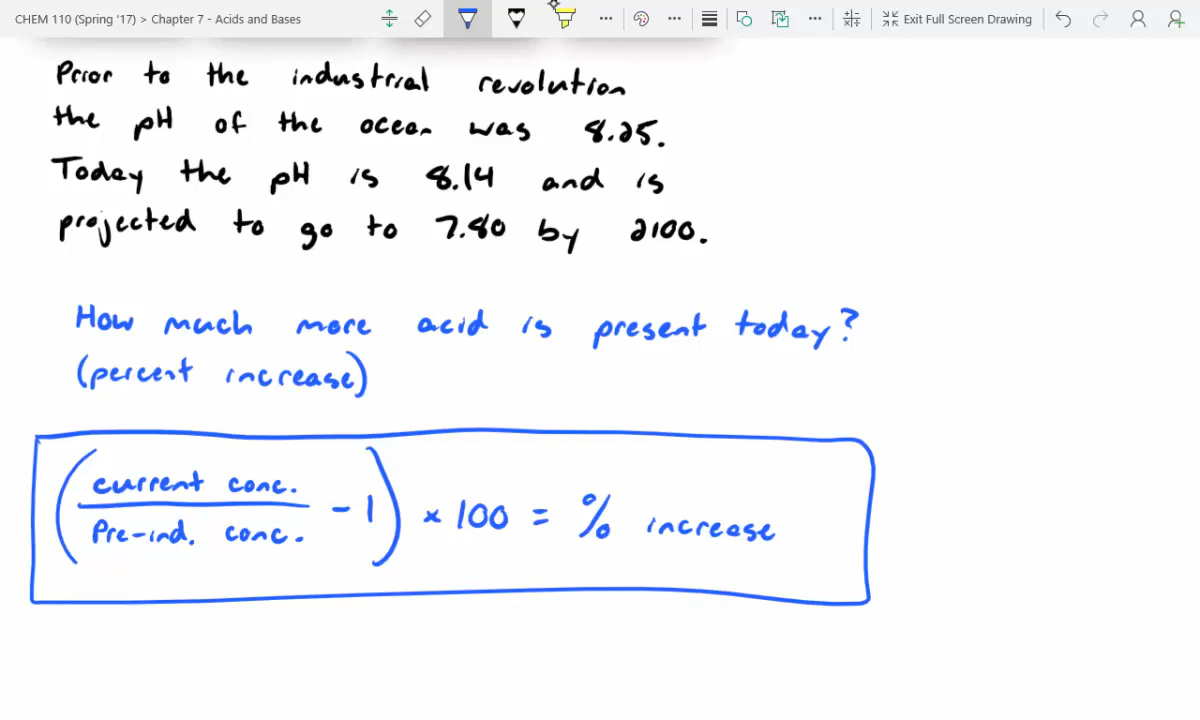 CHEM 110 (Spring '17) > Chapter 7 - Acids and Bases
Exit Full Screen Drawing
Prior to the industrial revolution
the pH of the ocean was 8.25.
Today the pH is 8.14 and is
projected to go to 7.80 by 2100.
How much more acid is present today?
(percent increase)
(current conc.
Pre-ind. conc. - 1) × 100 = % increase